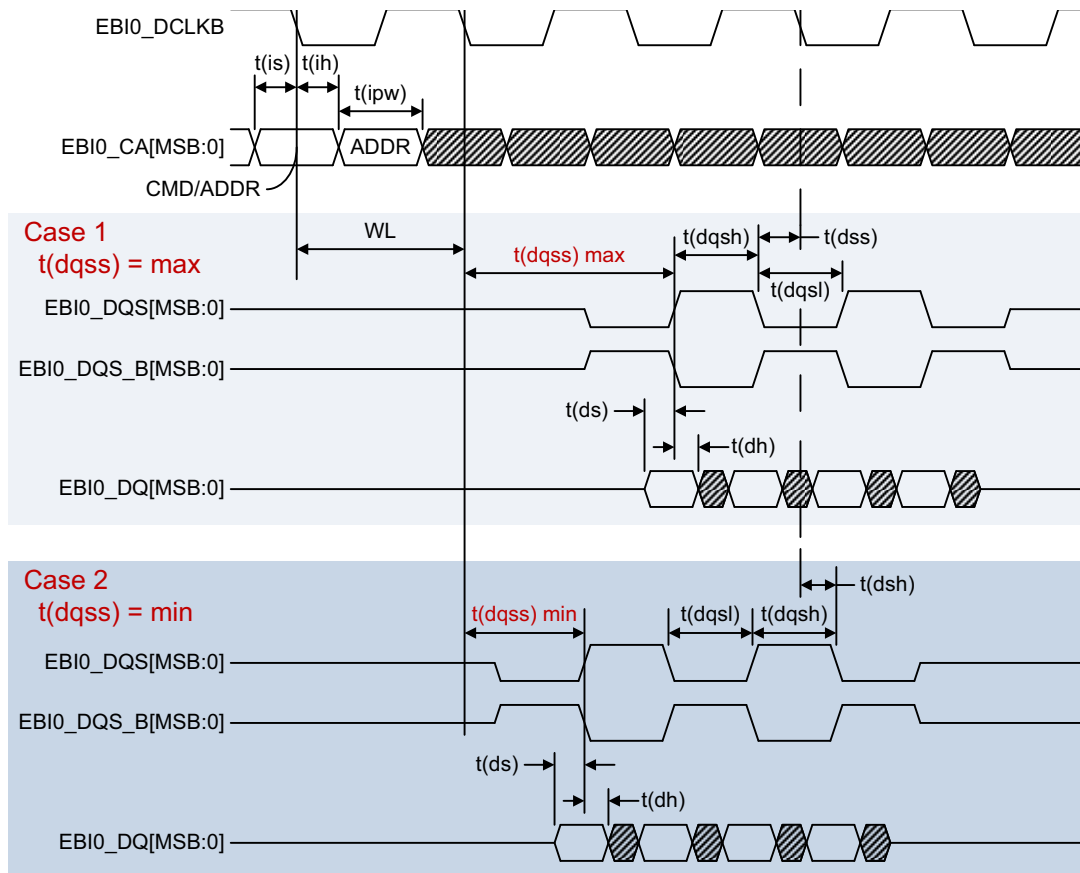 EBI0_DCLKB
t(is)
t(ih)
t(ipw)
EBI0_CA[MSB:0]
ADDR
CMD/ADDR
Case 1
t(dqss) = max
WL
t(dqss) max
t(dqsh)
t(dss)
t(dqsl)
EBI0_DQS[MSB:0]
EBI0_DQS_B[MSB:0]
t(ds)
t(dh)
EBI0_DQ[MSB:0]
Case 2
t(dqss) = min
t(dsh)
t(dqss) min
t(dqsl)
t(dqsh)
EBI0_DQS[MSB:0]
EBI0_DQS_B[MSB:0]
t(ds)
t(dh)
EBI0_DQ[MSB:0]